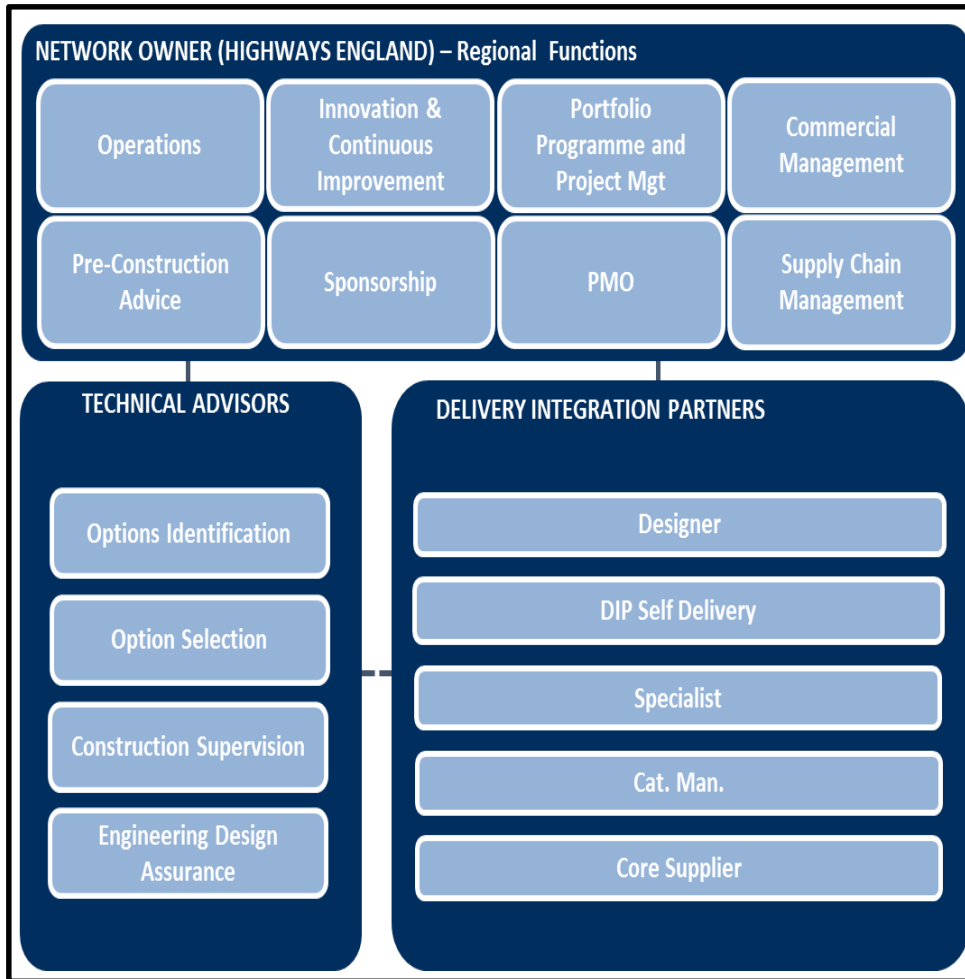 NETWORK OWNER (HIGHWAYS ENGLAND) – Regional Functions
Operations
Innovation &
Continuous
Improvement
Portfolio
Programme and
Project Mgt
Commercial
Management
Pre-Construction
Advice
Sponsorship
PMO
Supply Chain
Management
TECHNICAL ADVISORS
Options Identification
Option Selection
Construction Supervision
Engineering Design
Assurance
DELIVERY INTEGRATION PARTNERS
Designer
DIP Self Delivery
Specialist
Cat. Man.
Core Supplier